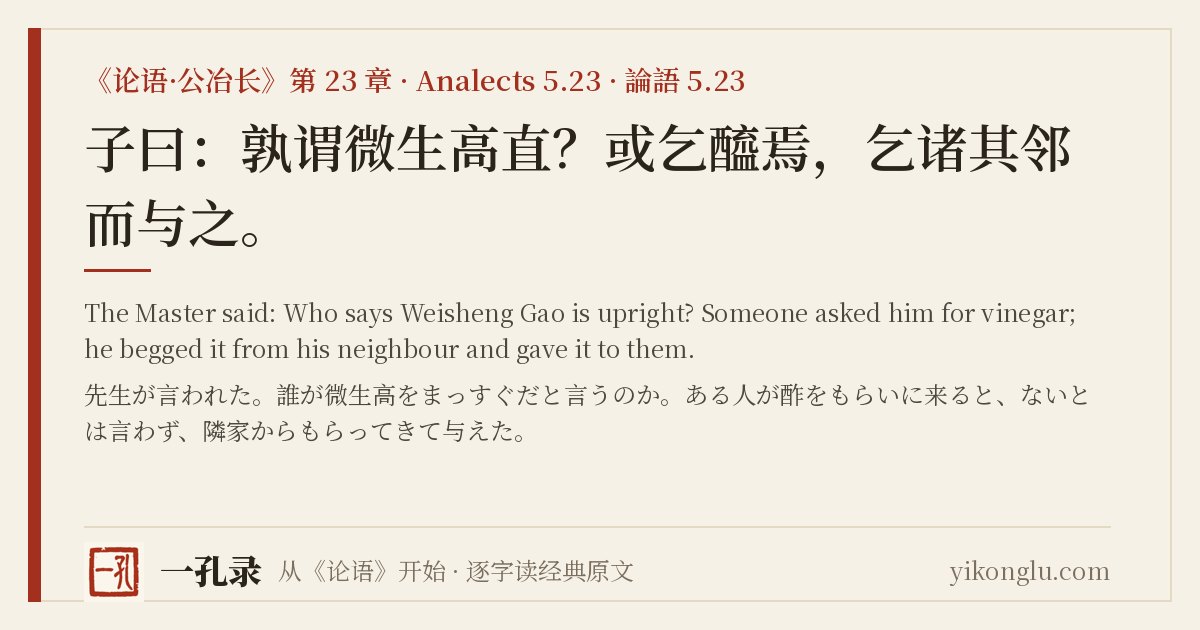 《论语·公冶长》第 23 章 · Analects 5.23 · 論語 5.23
子曰：孰谓微生高直？或乞醯焉，乞诸其邻
而与之。
The Master said: Who says Weisheng Gao is upright? Someone asked him for vinegar;
he begged it from his neighbour and gave it to them.
先生が言われた。誰が微生高をまっすぐだと言うのか。ある人が酢をもらいに来ると、ないと
は言わず、隣家からもらってきて与えた。
一孔
一孔录 从《论语》开始 · 逐字读经典原文 yikonglu.com